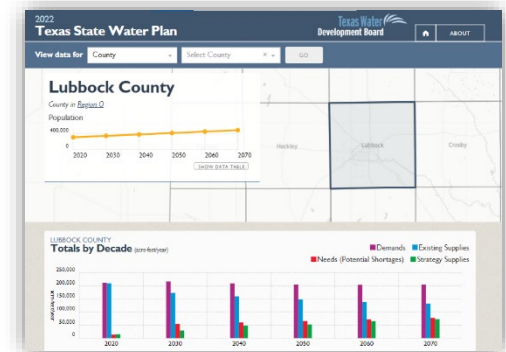 2022
Texas State Water Plan
Texas Water
Development Board
ABOUT
View data for County Select County × GO
Lubbock County
County in Region O
Population
400,000
0
2020 2030 2040 2050 2060 2070
SHOW DATA TABLE
Hockley Lubbock Crosby
LUBBOCK COUNTY
Totals by Decade (acre-feet/year)
Demands Existing Supplies
Needs (Potential Shortages) Strategy Supplies
250,000
200,000
150,000
100,000
50,000
0
acre-feet/year
2020 2030 2040 2050 2060 2070